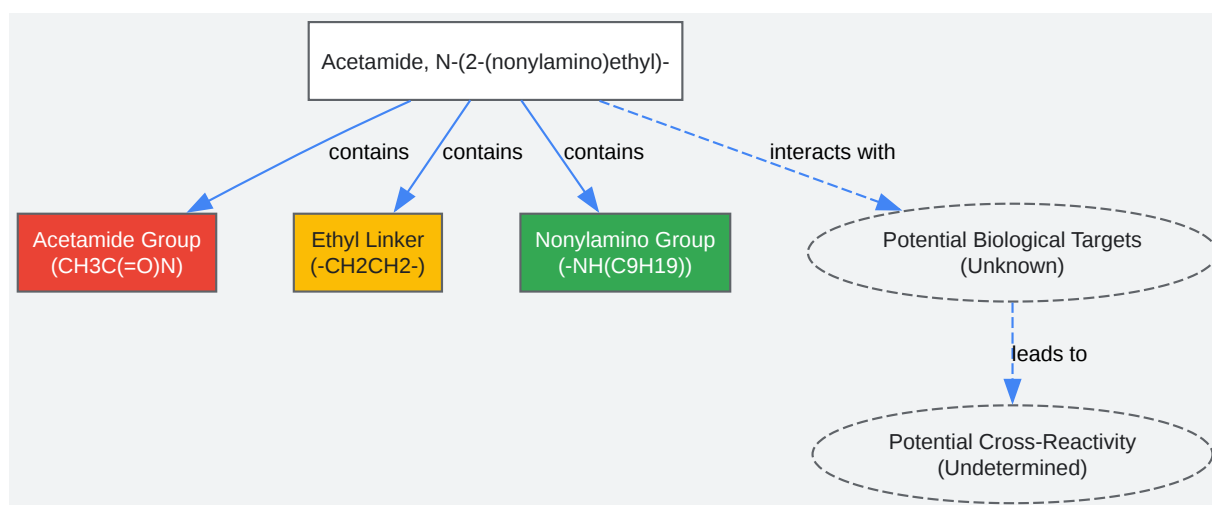 Acetamide, N-(2-(nonylamino)ethyl)-
contains
contains
contains
interacts with
Acetamide Group
(CH3C(=O)N)
Ethyl Linker
(-CH2CH2-)
Nonylamino Group
(-NH(C9H19))
Potential Biological Targets
(Unknown)
leads to
Potential Cross-Reactivity
(Undetermined)